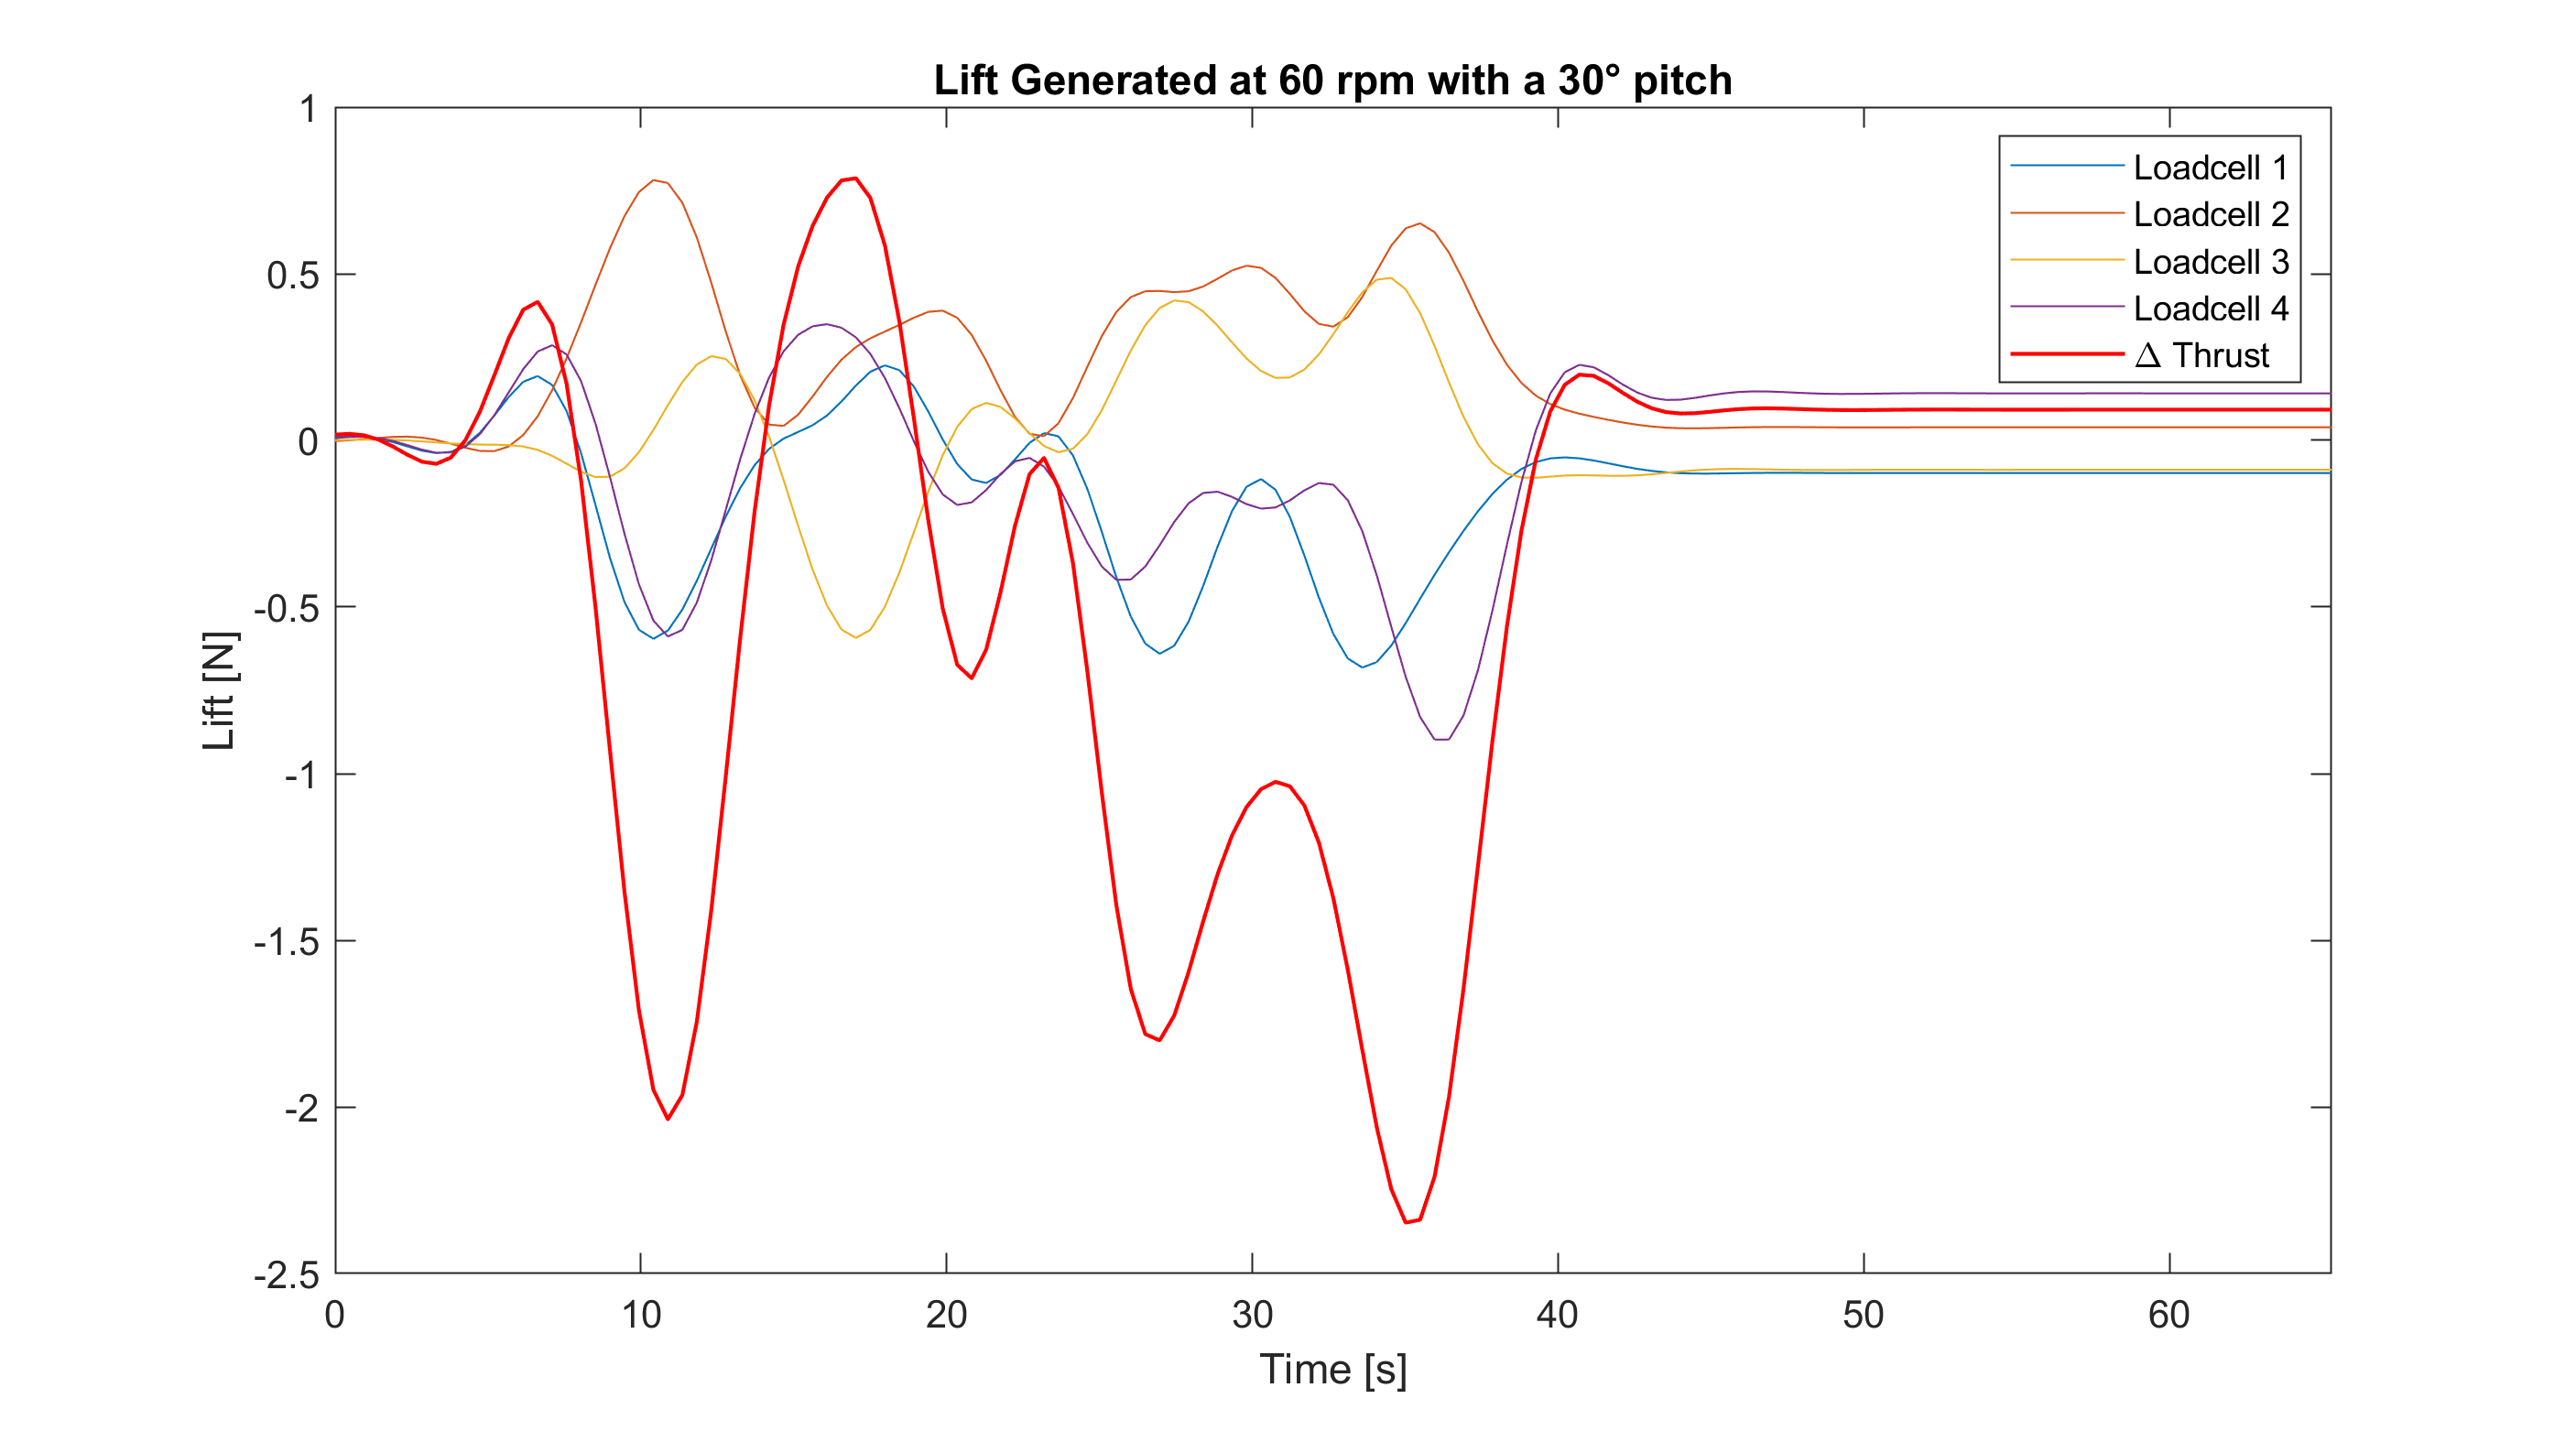 Lift Generated at 60 rpm with a 30° pitch
1
0.5
0
-0.5
-1
-1.5
-2
-2.5
Lift [N]
0 10 20 30 40 50 60
Time [s]
Loadcell 1
Loadcell 2
Loadcell 3
Loadcell 4
Δ Thrust